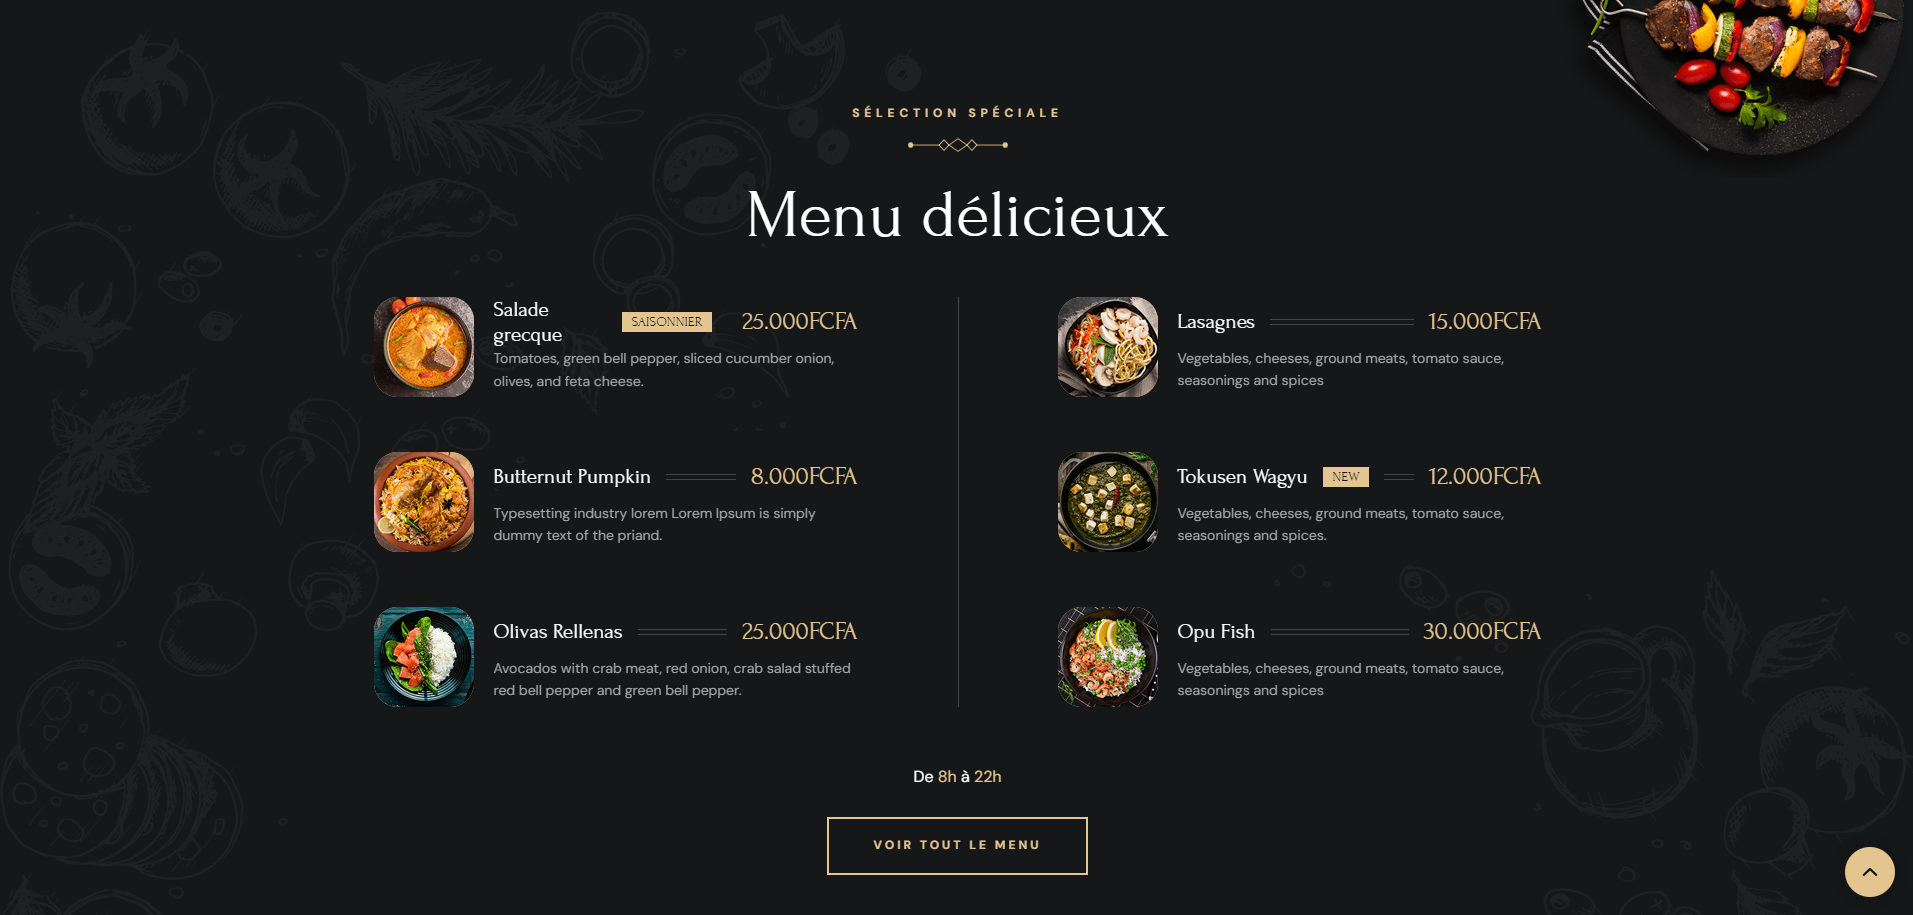 SÉLECTION SPÉCIALE
Menu délicieux
Salade
grecque
SAISONNIER
25.000FCFA
Tomatoes, green bell pepper, sliced cucumber onion,
olives, and feta cheese.
Butternut Pumpkin
8.000FCFA
Typesetting industry lorem Lorem Ipsum is simply
dummy text of the priand.
Olivas Rellenas
25.000FCFA
Avocados with crab meat, red onion, crab salad stuffed
red bell pepper and green bell pepper.
Lasagnes
15.000FCFA
Vegetables, cheeses, ground meats, tomato sauce,
seasonings and spices
Tokusen Wagyu
NEW
12.000FCFA
Vegetables, cheeses, ground meats, tomato sauce,
seasonings and spices.
Opu Fish
30.000FCFA
Vegetables, cheeses, ground meats, tomato sauce,
seasonings and spices
De 8h à 22h
VOIR TOUT LE MENU